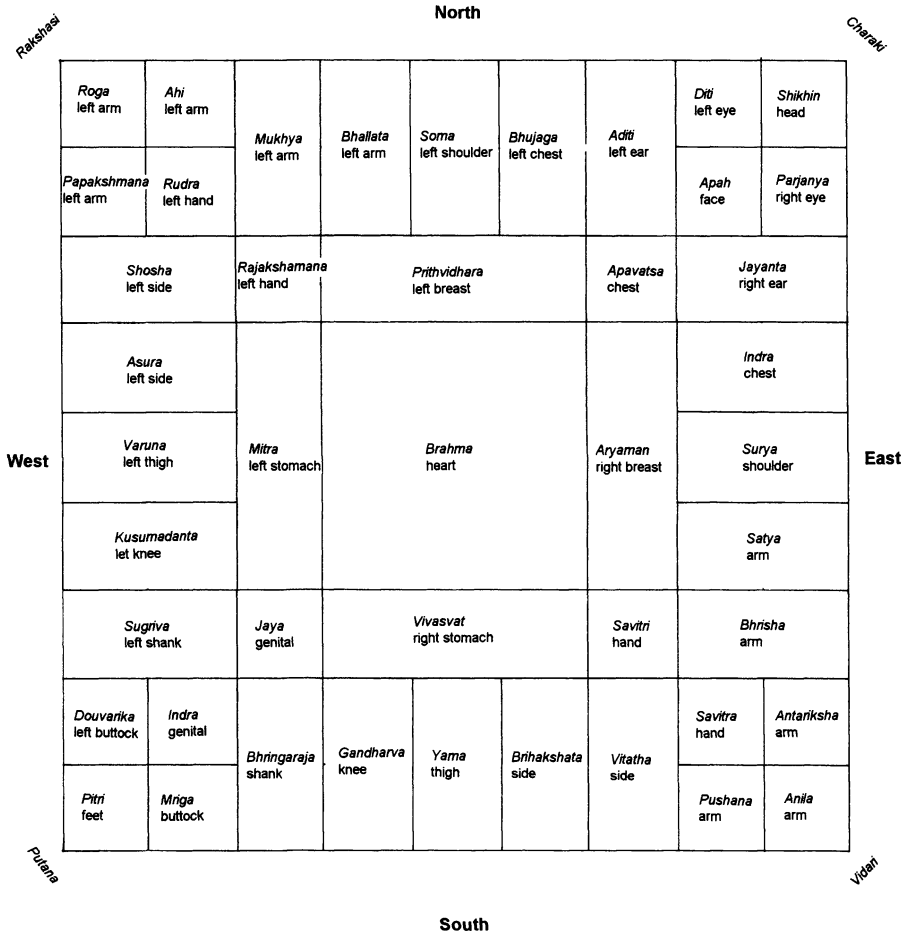 North
Rakshasi
Charaki
Roga
left arm
Ahi
left arm
Mukhya
left arm
Bhallata
left arm
Soma
left shoulder
Bhujaga
left chest
Aditi
left ear
Diti
left eye
Shikhin
head
Papakshmana
left arm
Rudra
left hand
Apah
face
Parjanya
right eye
Shosha
left side
Rajakshamana
left hand
Prithvidhara
left breast
Apavatsa
chest
Jayanta
right ear
Asura
left side
Indra
chest
West
Varuna
left thigh
Mitra
left stomach
Brahma
heart
Aryaman
right breast
Surya
shoulder
East
Kusumadanta
let knee
Satya
arm
Sugriva
left shank
Jaya
genital
Vivasvat
right stomach
Savitri
hand
Bhrisha
arm
Douvarika
left buttock
Indra
genital
Bhringaraja
shank
Gandharva
knee
Yama
thigh
Brihakshata
side
Vitatha
side
Savitra
hand
Antariksha
arm
Pitri
feet
Mriga
buttock
Pushana
arm
Anila
arm
Putana
Vidari
South